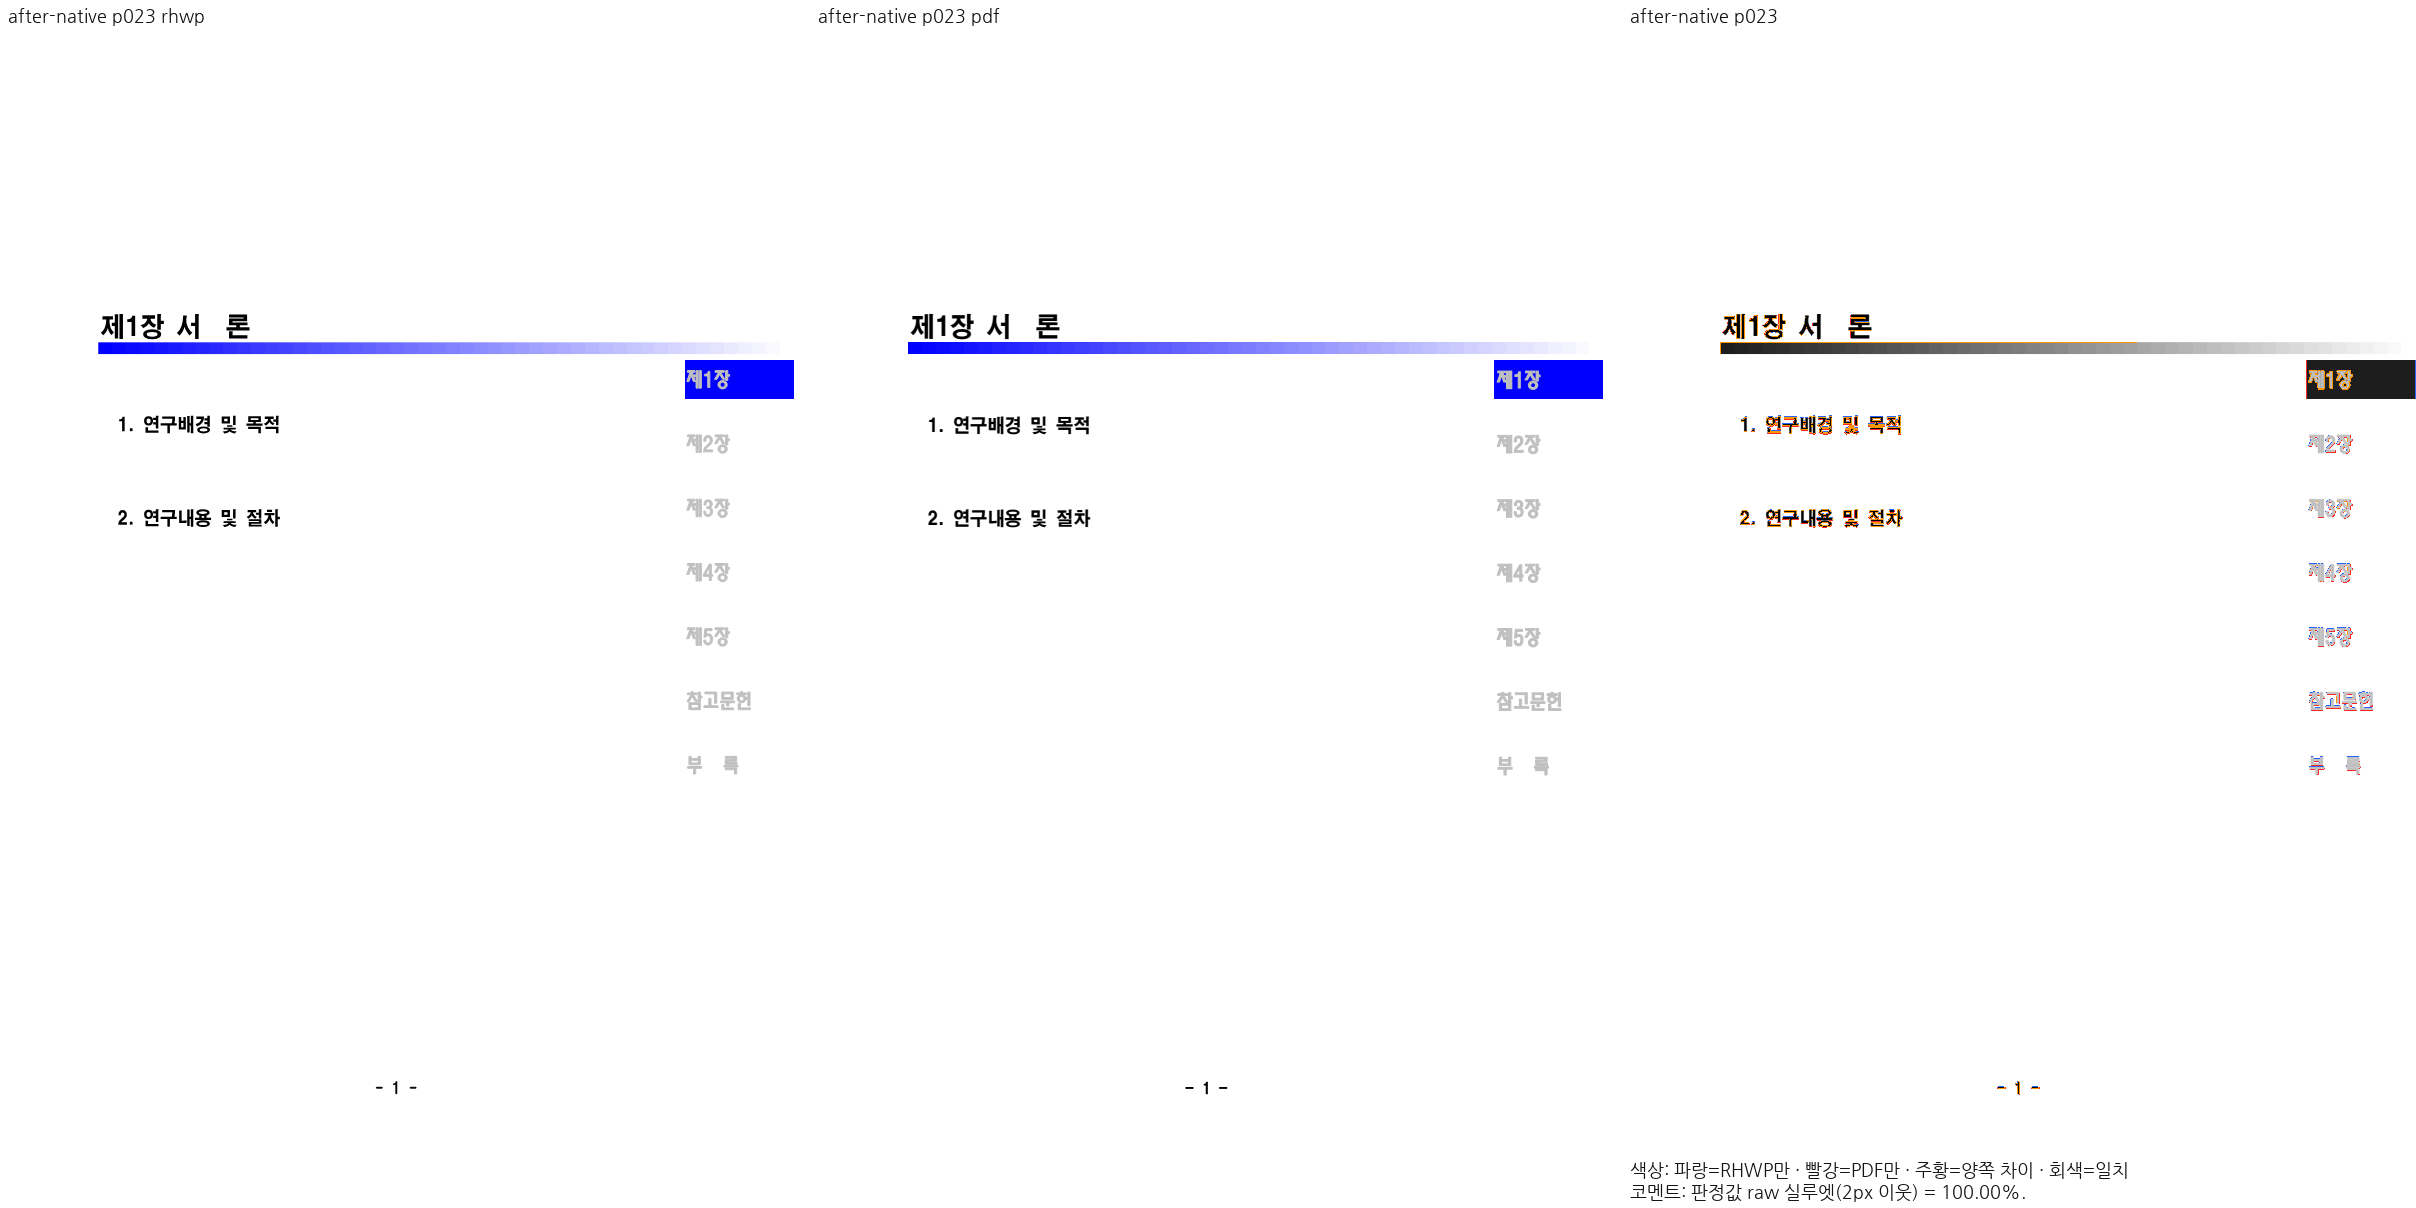 after-native p023 rhwp
제1장 서 론
제1장
1. 연구배경 및 목적
제2장
제3장
2. 연구내용 및 절차
제4장
제5장
참고문헌
부 록
- 1 -
after-native p023 pdf
제1장 서 론
제1장
1. 연구배경 및 목적
제2장
제3장
2. 연구내용 및 절차
제4장
제5장
참고문헌
부 록
- 1 -
after-native p023
제1장 서 론
제1장
1. 연구배경 및 목적
제2장
제3장
2. 연구내용 및 절차
제4장
제5장
참고문헌
부 록
- 1 -
색상: 파랑=RHWP만 · 빨강=PDF만 · 주황=양쪽 차이 · 회색=일치
코멘트: 판정값 raw 실루엣(2px 이웃) = 100.00%.